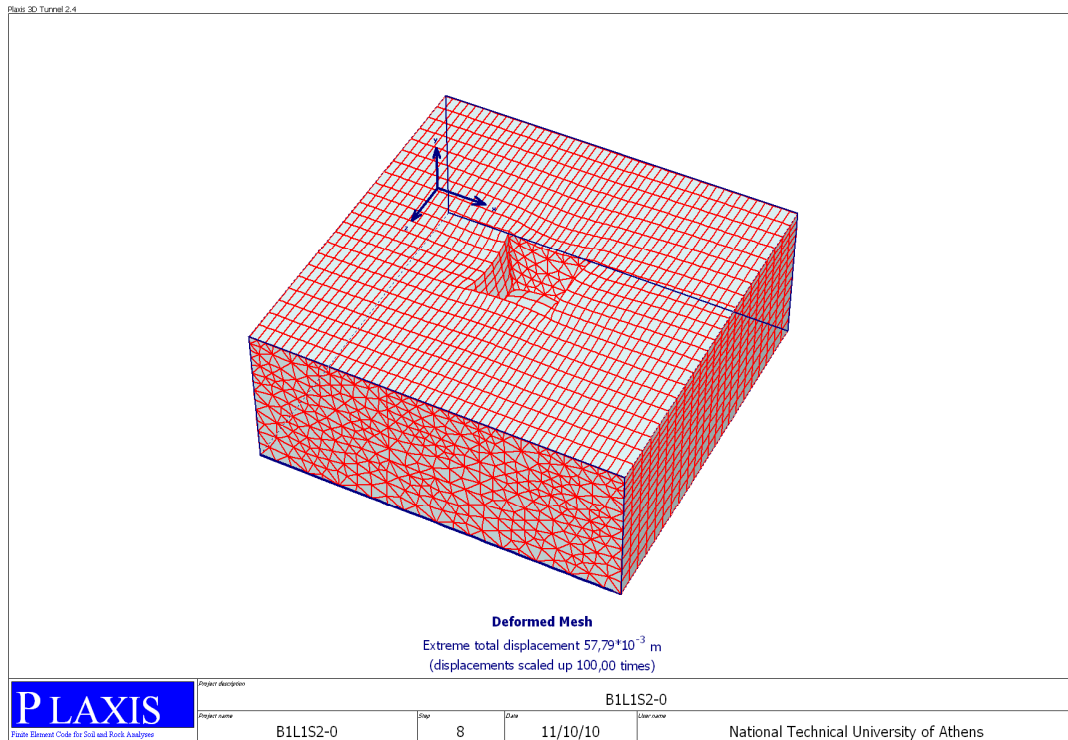 Plaxis 3D Tunnel 2.4
y
x
z
Deformed Mesh
Extreme total displacement 57,79*10⁻³ m
(displacements scaled up 100,00 times)
PLAXIS
Finite Element Code for Soil and Rock Analyses
Project description
B1L1S2-0
Project name
B1L1S2-0
Step
8
Date
11/10/10
User name
National Technical University of Athens